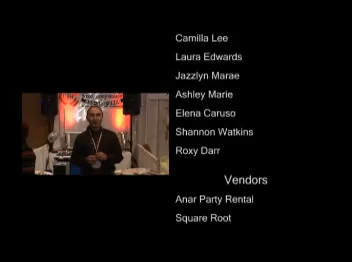 Camilla Lee
Laura Edwards
Jazzlyn Marae
Ashley Marie
Elena Caruso
Shannon Watkins
Roxy Darr
Vendors
Anar Party Rental
Square Root